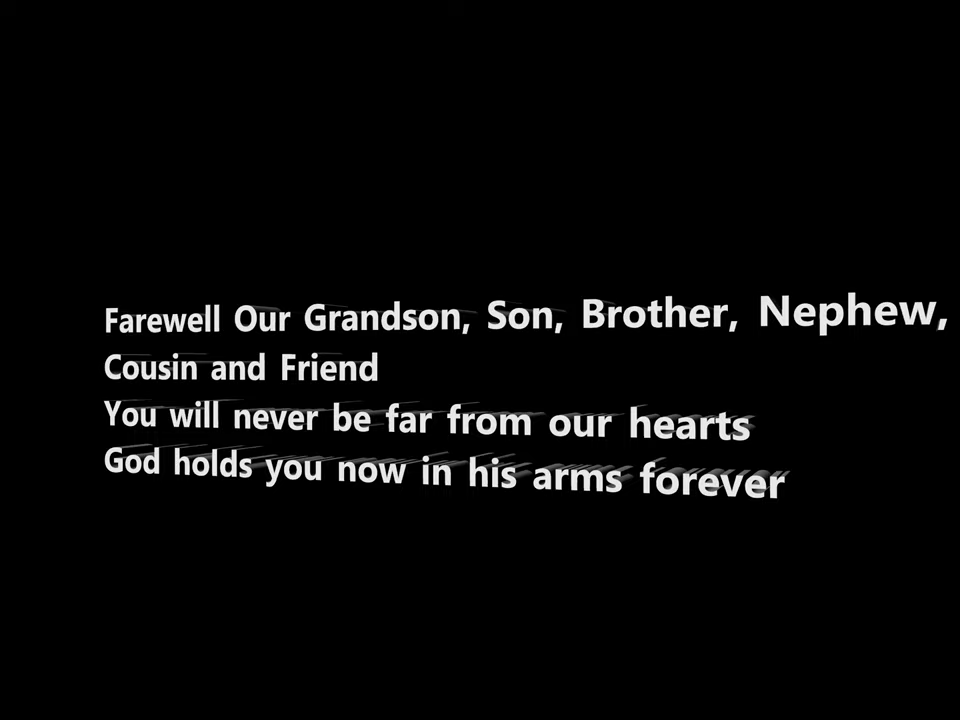 Farewell Our Grandson, Son, Brother, Nephew,
Cousin and Friend
You will never be far from our hearts
God holds you now in his arms forever